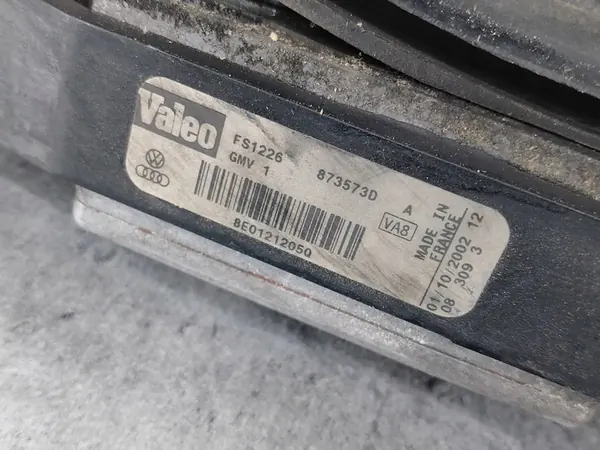 Valeo
FS1226 873573D
GMV 1 A
VA8
8E0121205Q
MADE IN
FRANCE
01/10/2002 12
08 309 3